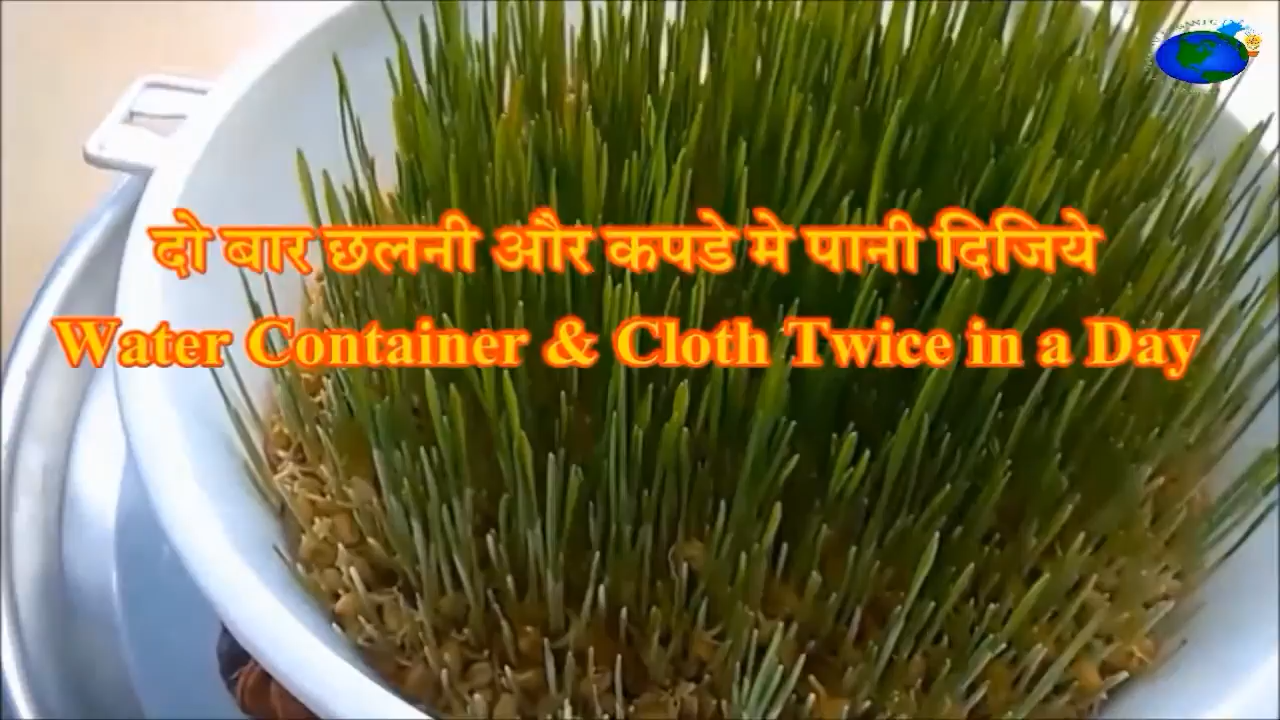 दो बार छलनी और कपडे मे पानी दिजिये
Water Container & Cloth Twice in a Day